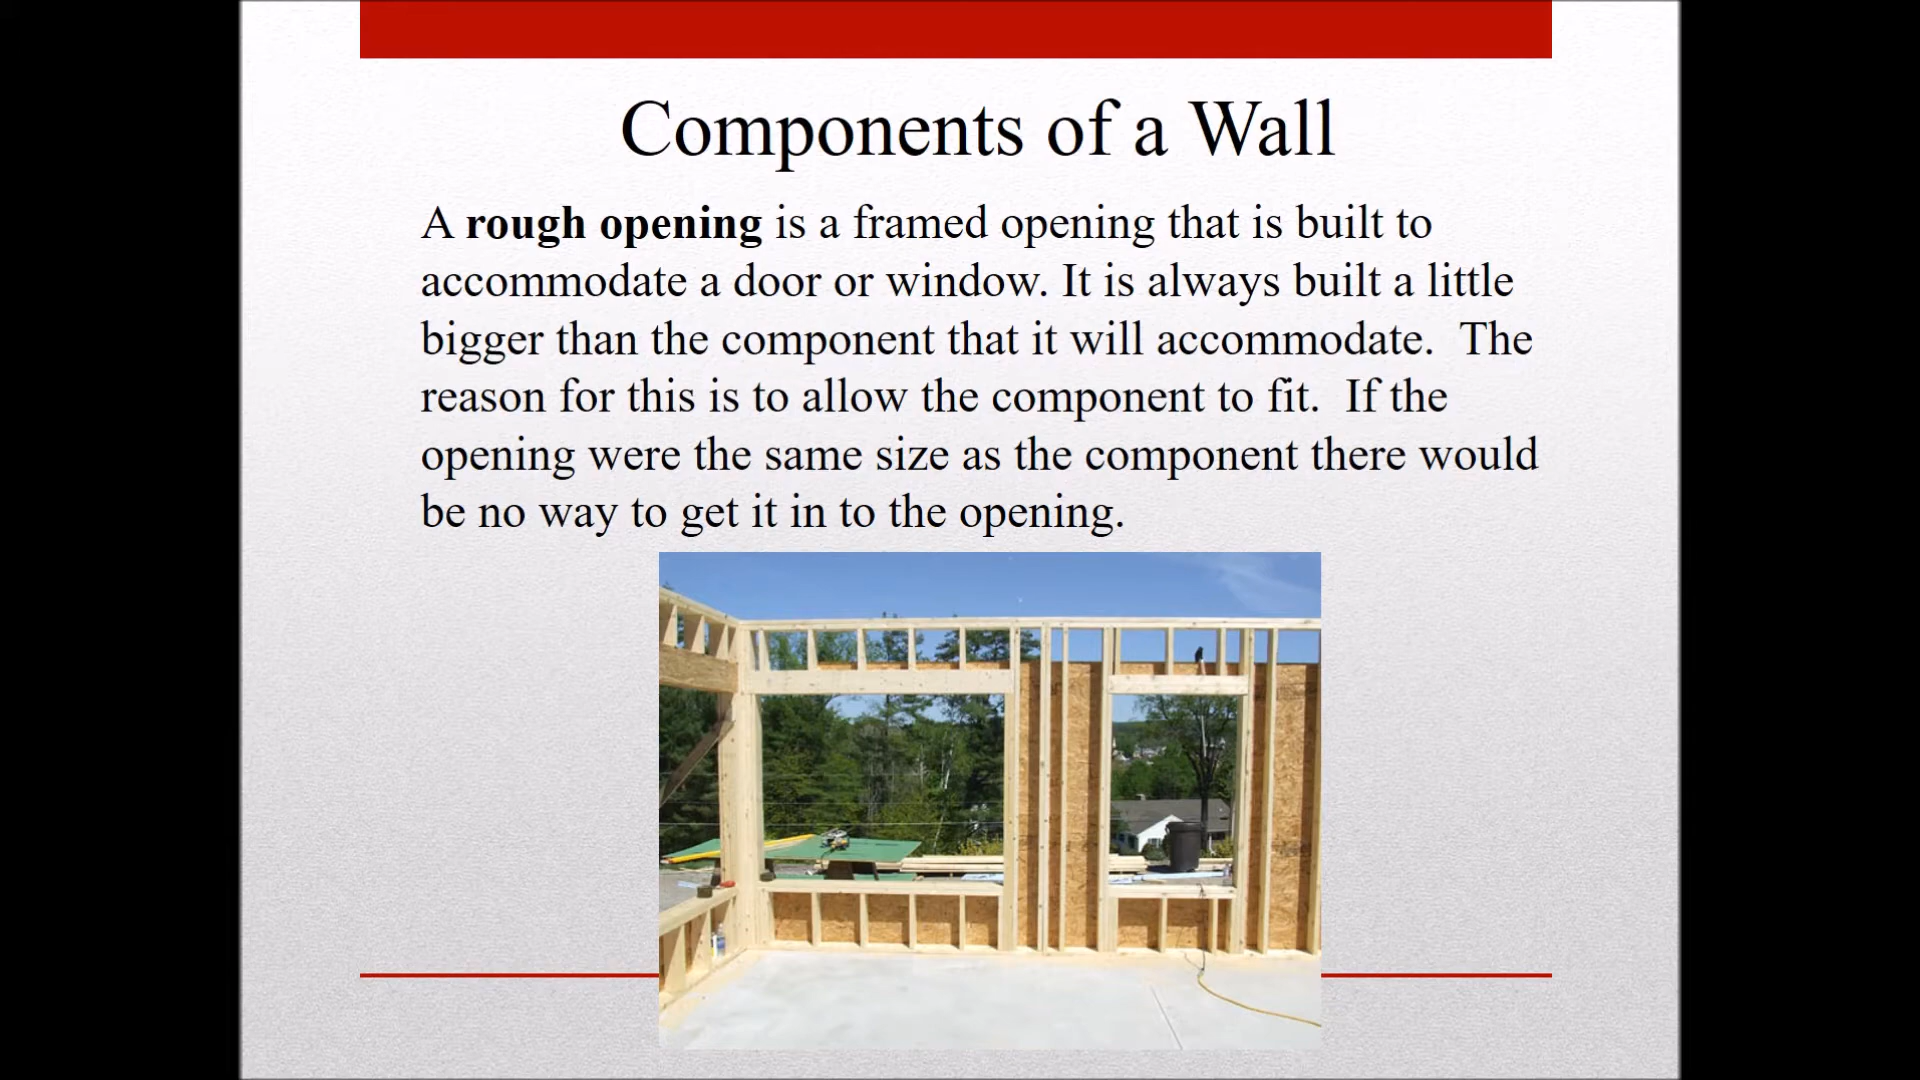 Components of a Wall
A rough opening is a framed opening that is built to
accommodate a door or window. It is always built a little
bigger than the component that it will accommodate.  The
reason for this is to allow the component to fit.  If the
opening were the same size as the component there would
be no way to get it in to the opening.